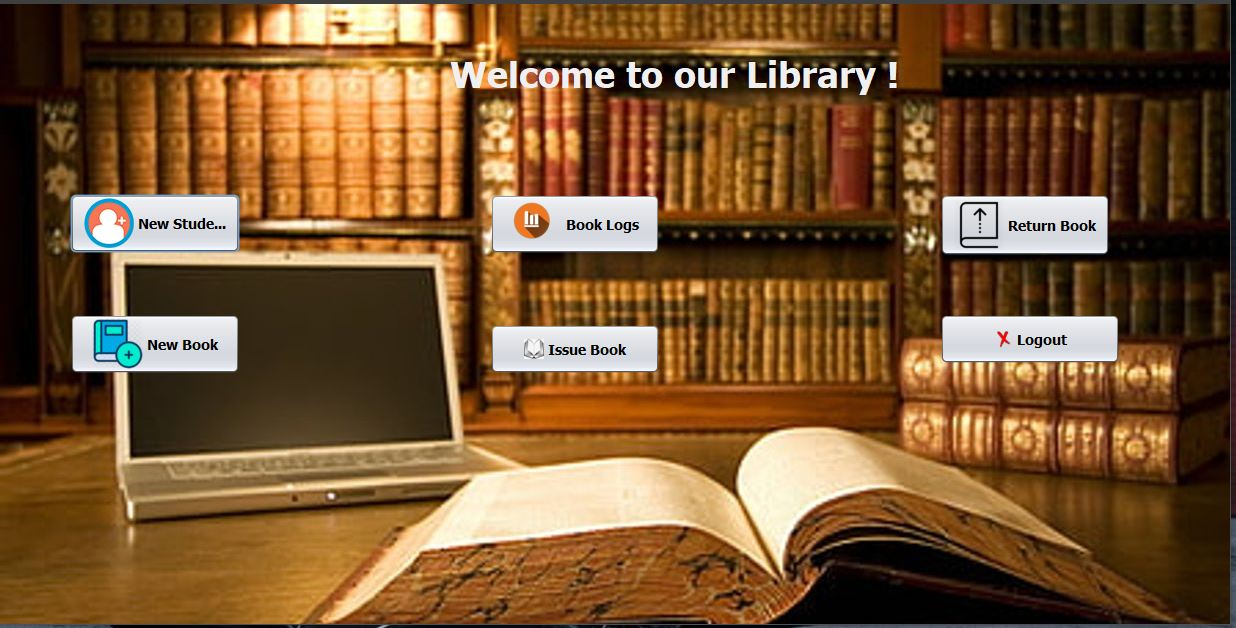 Welcome to our Library !
New Stude...
Book Logs
Return Book
New Book
Issue Book
Logout